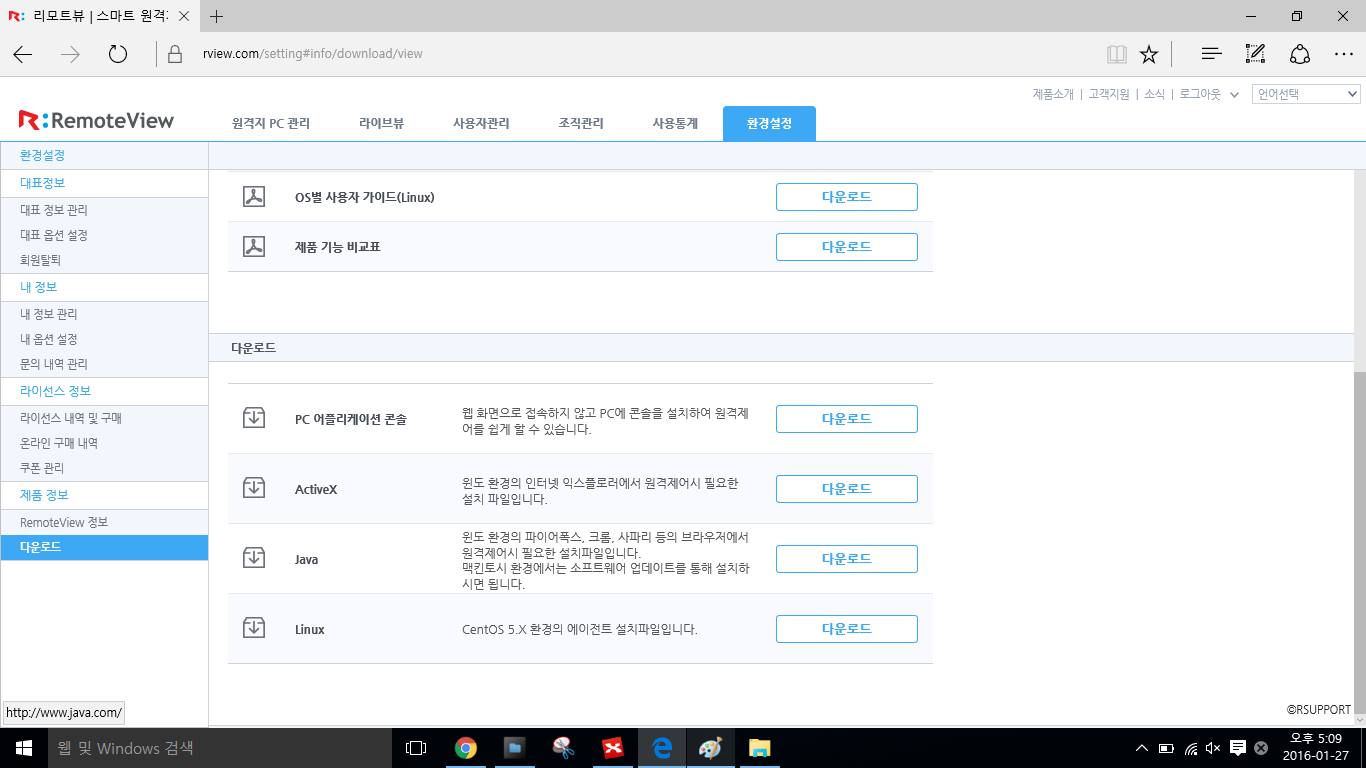 리모트뷰 | 스마트 원격
rview.com/setting#info/download/view
제품소개 | 고객지원 | 소식 | 로그아웃
언어선택
R:RemoteView
원격지 PC 관리
라이브뷰
사용자관리
조직관리
사용통계
환경설정
환경설정
대표정보
대표 정보 관리
대표 옵션 설정
회원탈퇴
내 정보
내 정보 관리
내 옵션 설정
문의 내역 관리
라이선스 정보
라이선스 내역 및 구매
온라인 구매 내역
쿠폰 관리
제품 정보
RemoteView 정보
다운로드
OS별 사용자 가이드(Linux)
다운로드
제품 기능 비교표
다운로드
다운로드
PC 어플리케이션 콘솔
웹 화면으로 접속하지 않고 PC에 콘솔을 설치하여 원격제
어를 쉽게 할 수 있습니다.
다운로드
ActiveX
윈도 환경의 인터넷 익스플로러에서 원격제어시 필요한
설치 파일입니다.
다운로드
Java
윈도 환경의 파이어폭스, 크롬, 사파리 등의 브라우저에서
원격제어시 필요한 설치파일입니다.
맥킨토시 환경에서는 소프트웨어 업데이트를 통해 설치하
시면 됩니다.
다운로드
Linux
CentOS 5.X 환경의 에이전트 설치파일입니다.
다운로드
©RSUPPORT
http://www.java.com/
웹 및 Windows 검색
오후 5:09
2016-01-27